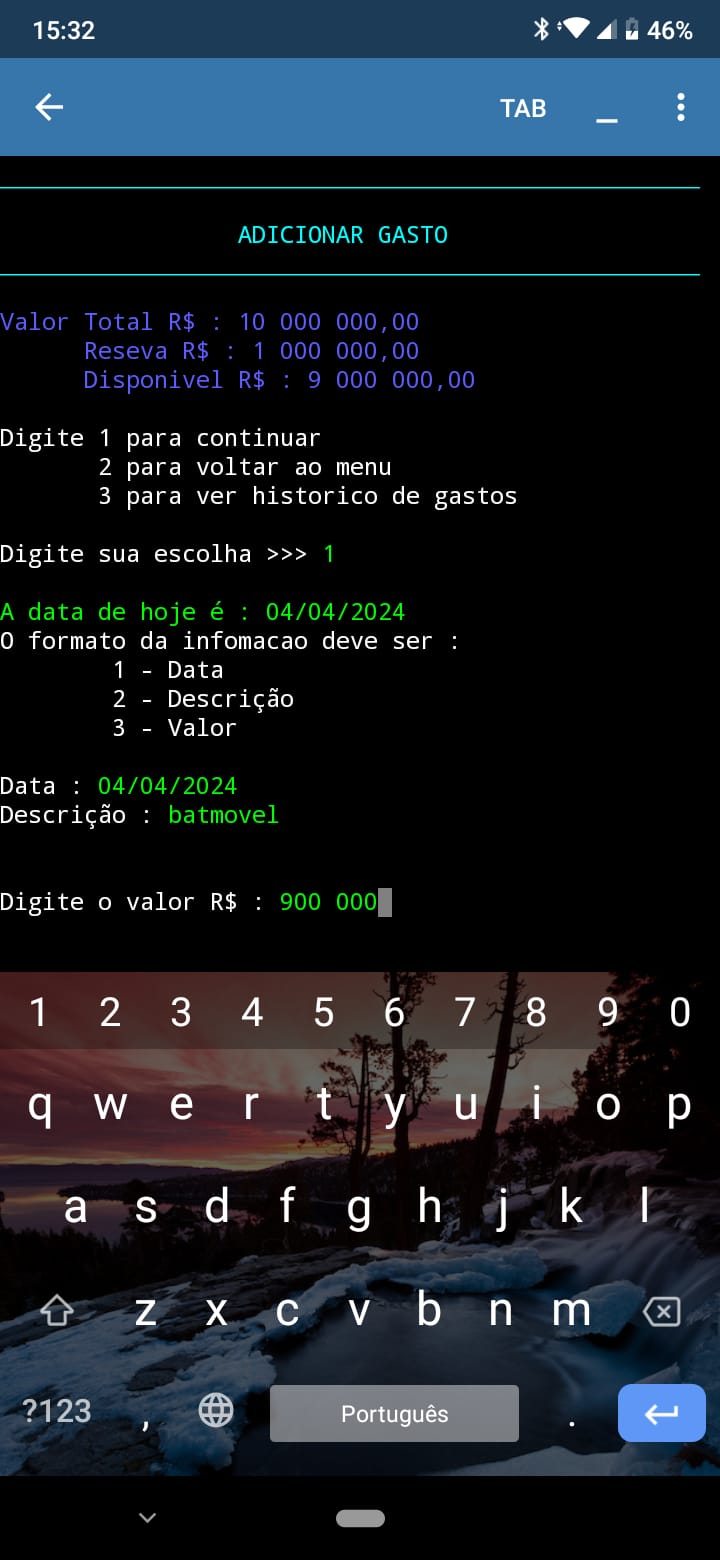 15:32 46%
TAB _
ADICIONAR GASTO
Valor Total R$ : 10 000 000,00
Reseva R$ : 1 000 000,00
Disponivel R$ : 9 000 000,00
Digite 1 para continuar
2 para voltar ao menu
3 para ver historico de gastos
Digite sua escolha >>> 1
A data de hoje é : 04/04/2024
O formato da infomacao deve ser :
1 - Data
2 - Descrição
3 - Valor
Data : 04/04/2024
Descrição : batmovel
Digite o valor R$ : 900 000
1 2 3 4 5 6 7 8 9 0
q w e r t y u i o p
a s d f g h j k l
z x c v b n m
?123 , Português .